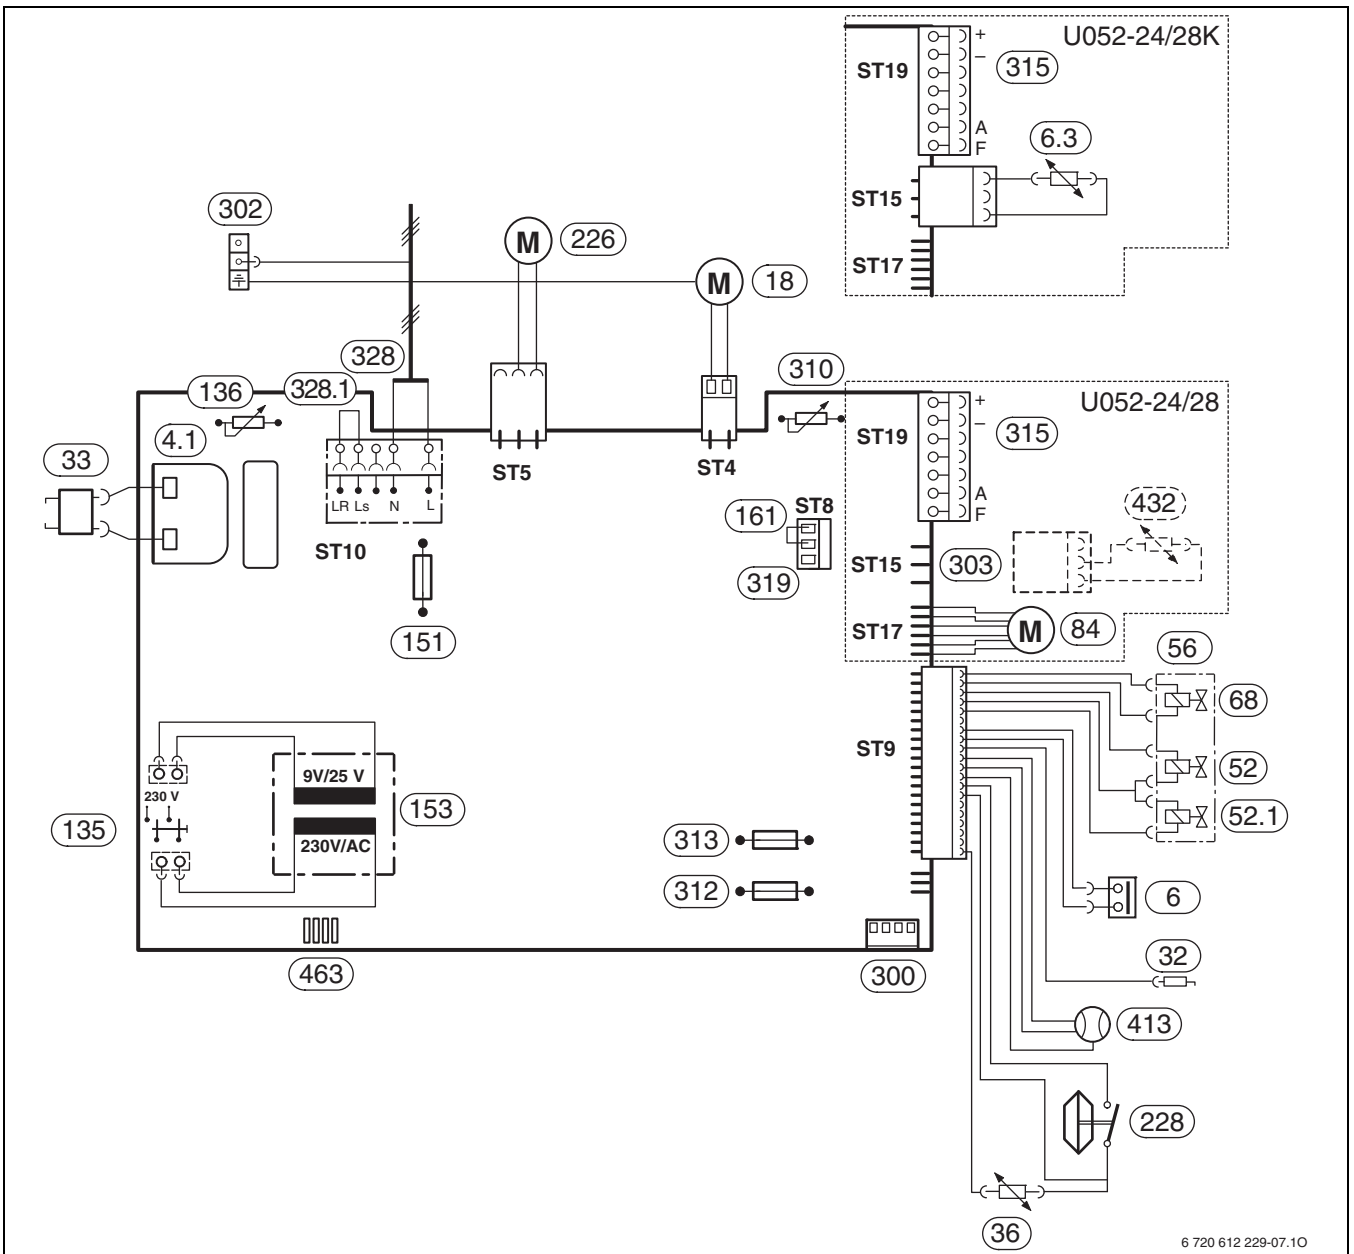 U052-24/28K
+
−
ST19
315
A
F
6.3
ST15
ST17
302
M
226
M
18
328
310
136
328.1
4.1
33
ST5
ST4
LR Ls N L
ST10
151
U052-24/28
+
−
ST19
315
A
F
ST8
161
319
432
ST15
303
ST17
M
84
56
68
ST9
52
52.1
9V/25 V
230 V
153
135
230V/AC
313
312
6
463
300
32
413
228
36
6 720 612 229-07.1O